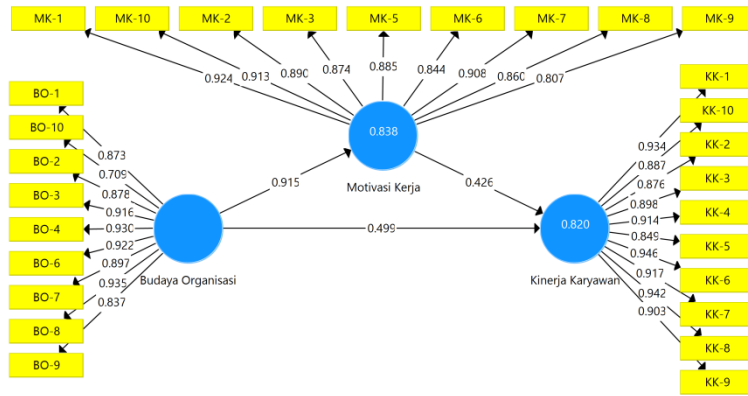 MK-1 MK-10 MK-2 MK-3 MK-5 MK-6 MK-7 MK-8 MK-9
0.924 0.913 0.890 0.874 0.885 0.844 0.908 0.860 0.807
BO-1
BO-10
BO-2
BO-3
BO-4
BO-6
BO-7
BO-8
BO-9
0.873
0.709
0.878
0.916
0.930
0.922
0.897
0.935
0.837
Budaya Organisasi
0.915
0.838
Motivasi Kerja
0.426
0.499
0.820
Kinerja Karyawan
0.934
0.887
0.876
0.898
0.914
0.849
0.946
0.917
0.942
0.903
KK-1
KK-10
KK-2
KK-3
KK-4
KK-5
KK-6
KK-7
KK-8
KK-9